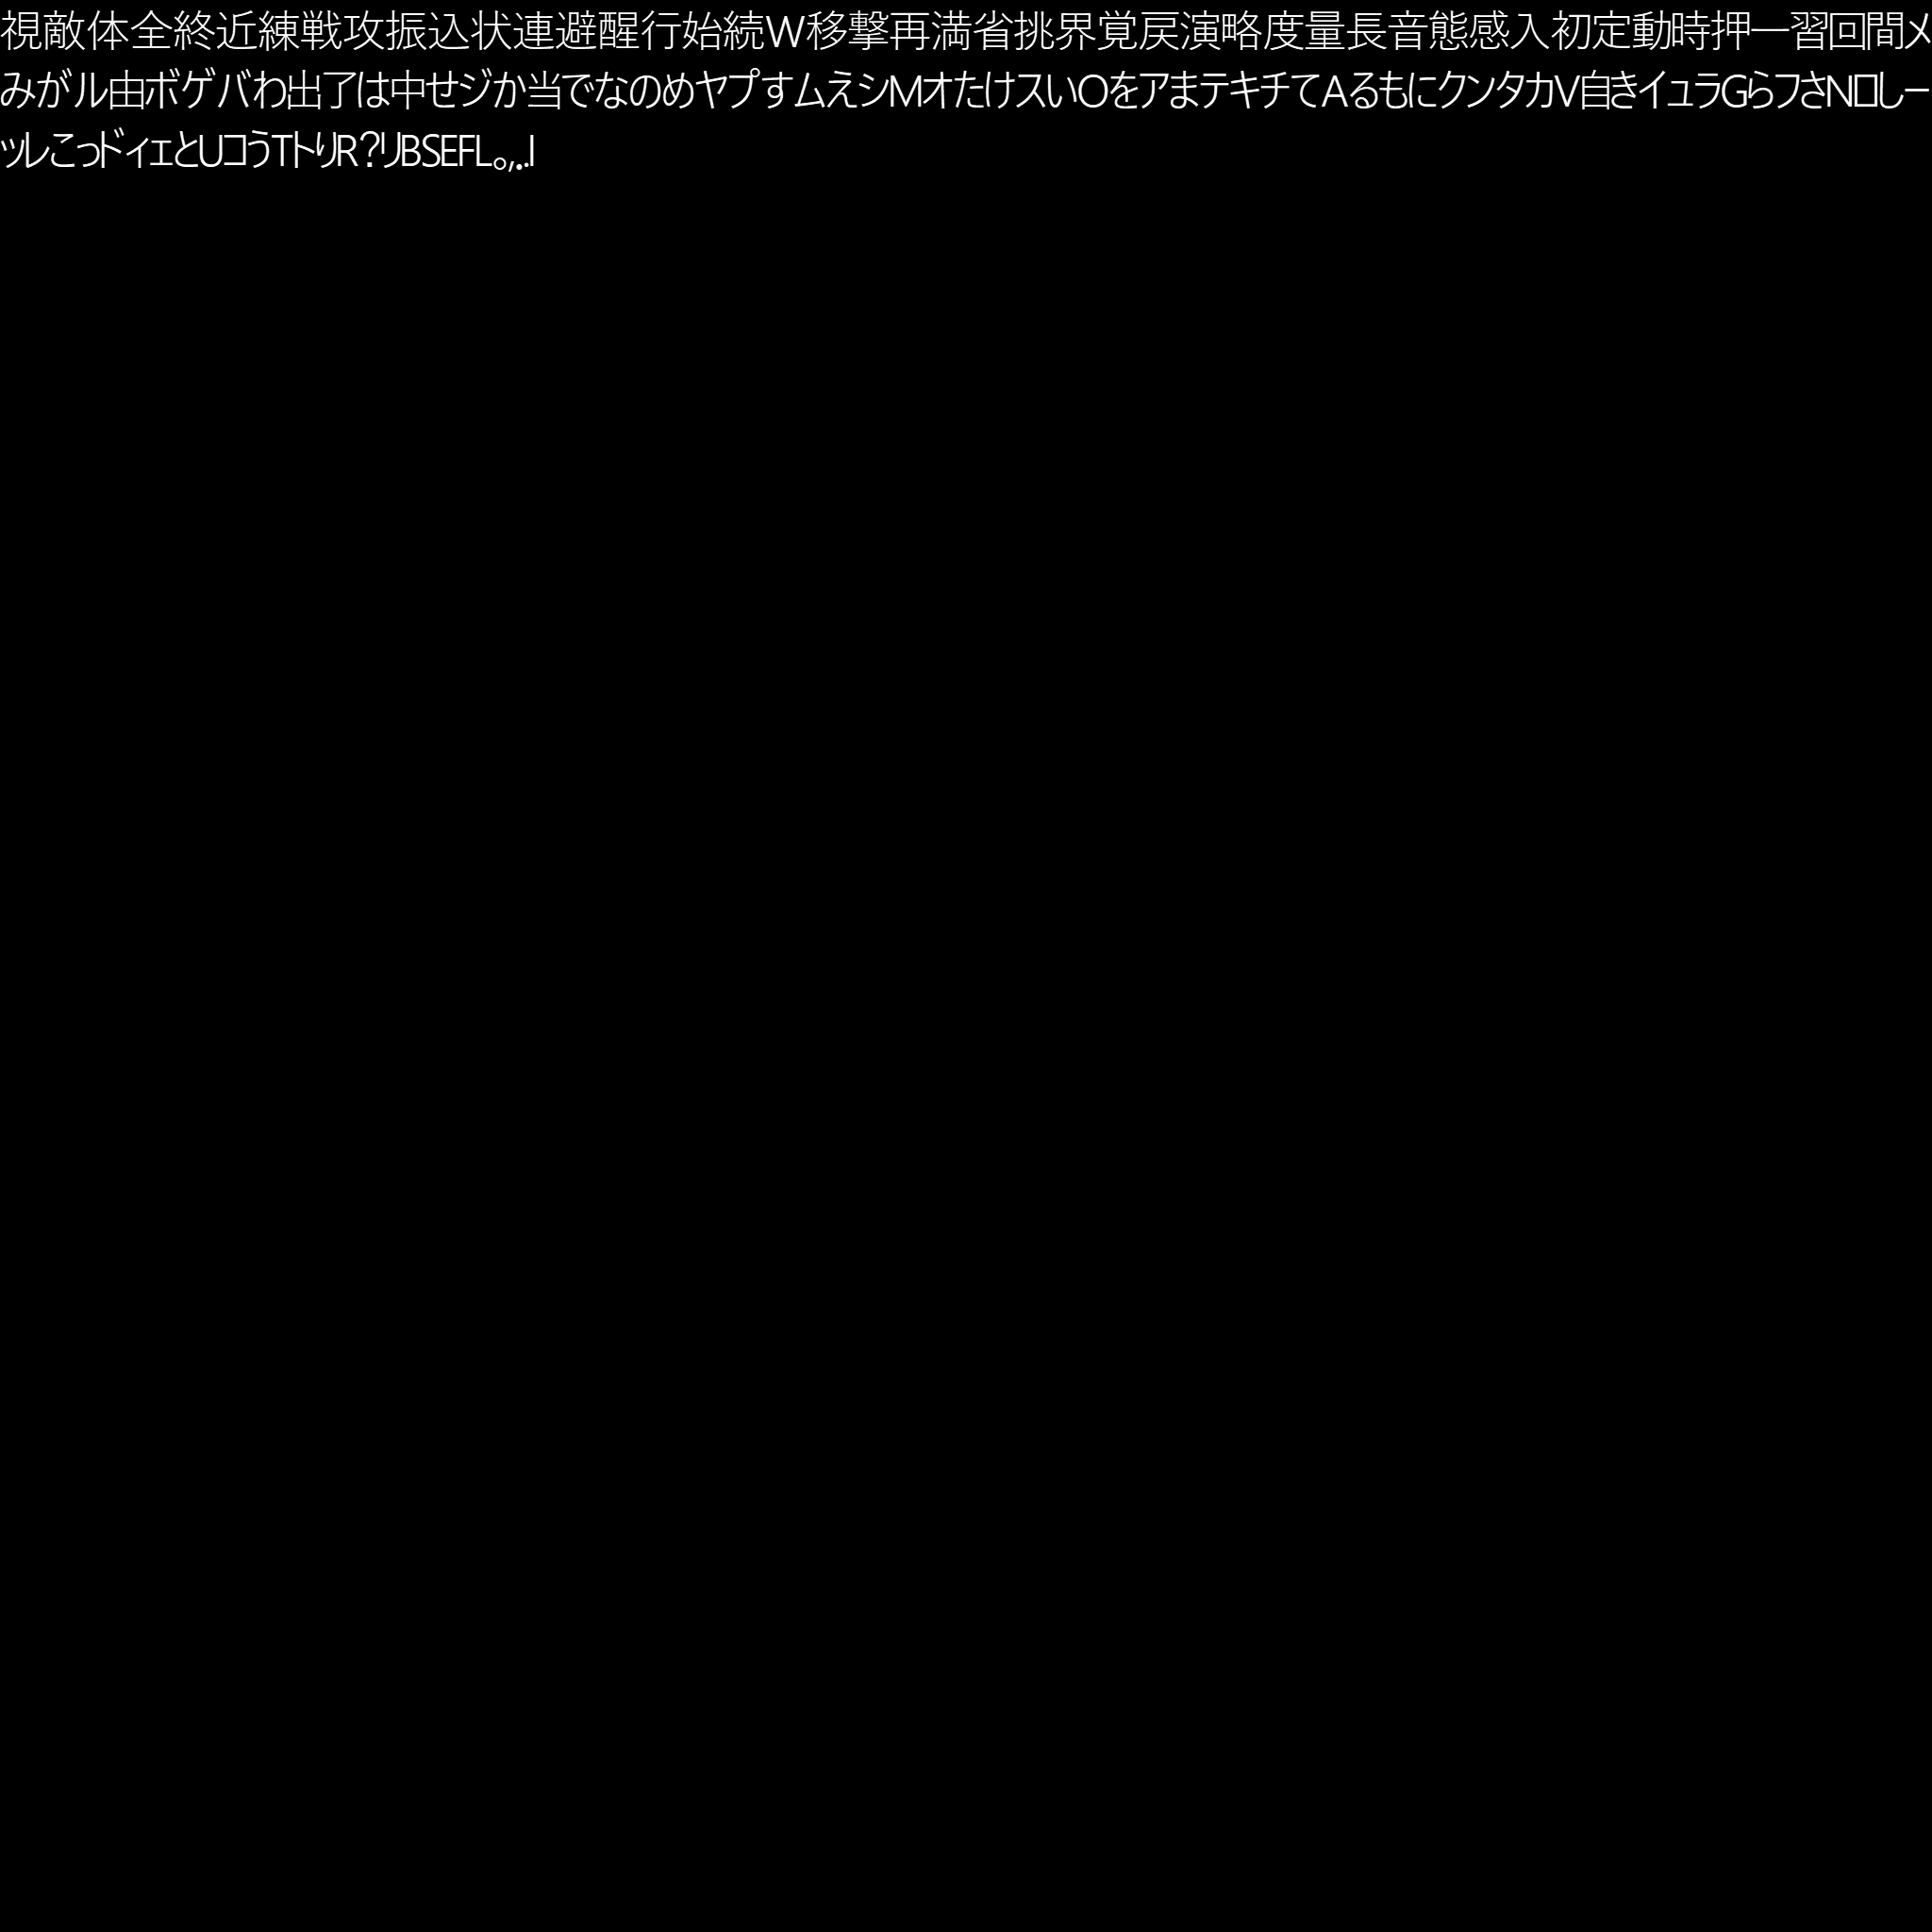 視敵体全終近練戦攻振込状連避醒行始続W移撃再満省挑界覚戻演略度量長音態感入初定動時押一習回間メ
みがル由ボゲバわ出了は中せジか当でなのめヤプすムえシMオたけスいOをアまテキチてAるもにクンタカV自きイュラGらフさNロしー
ッレこっドィェとUコうTトりR?リBSEFL。,..I